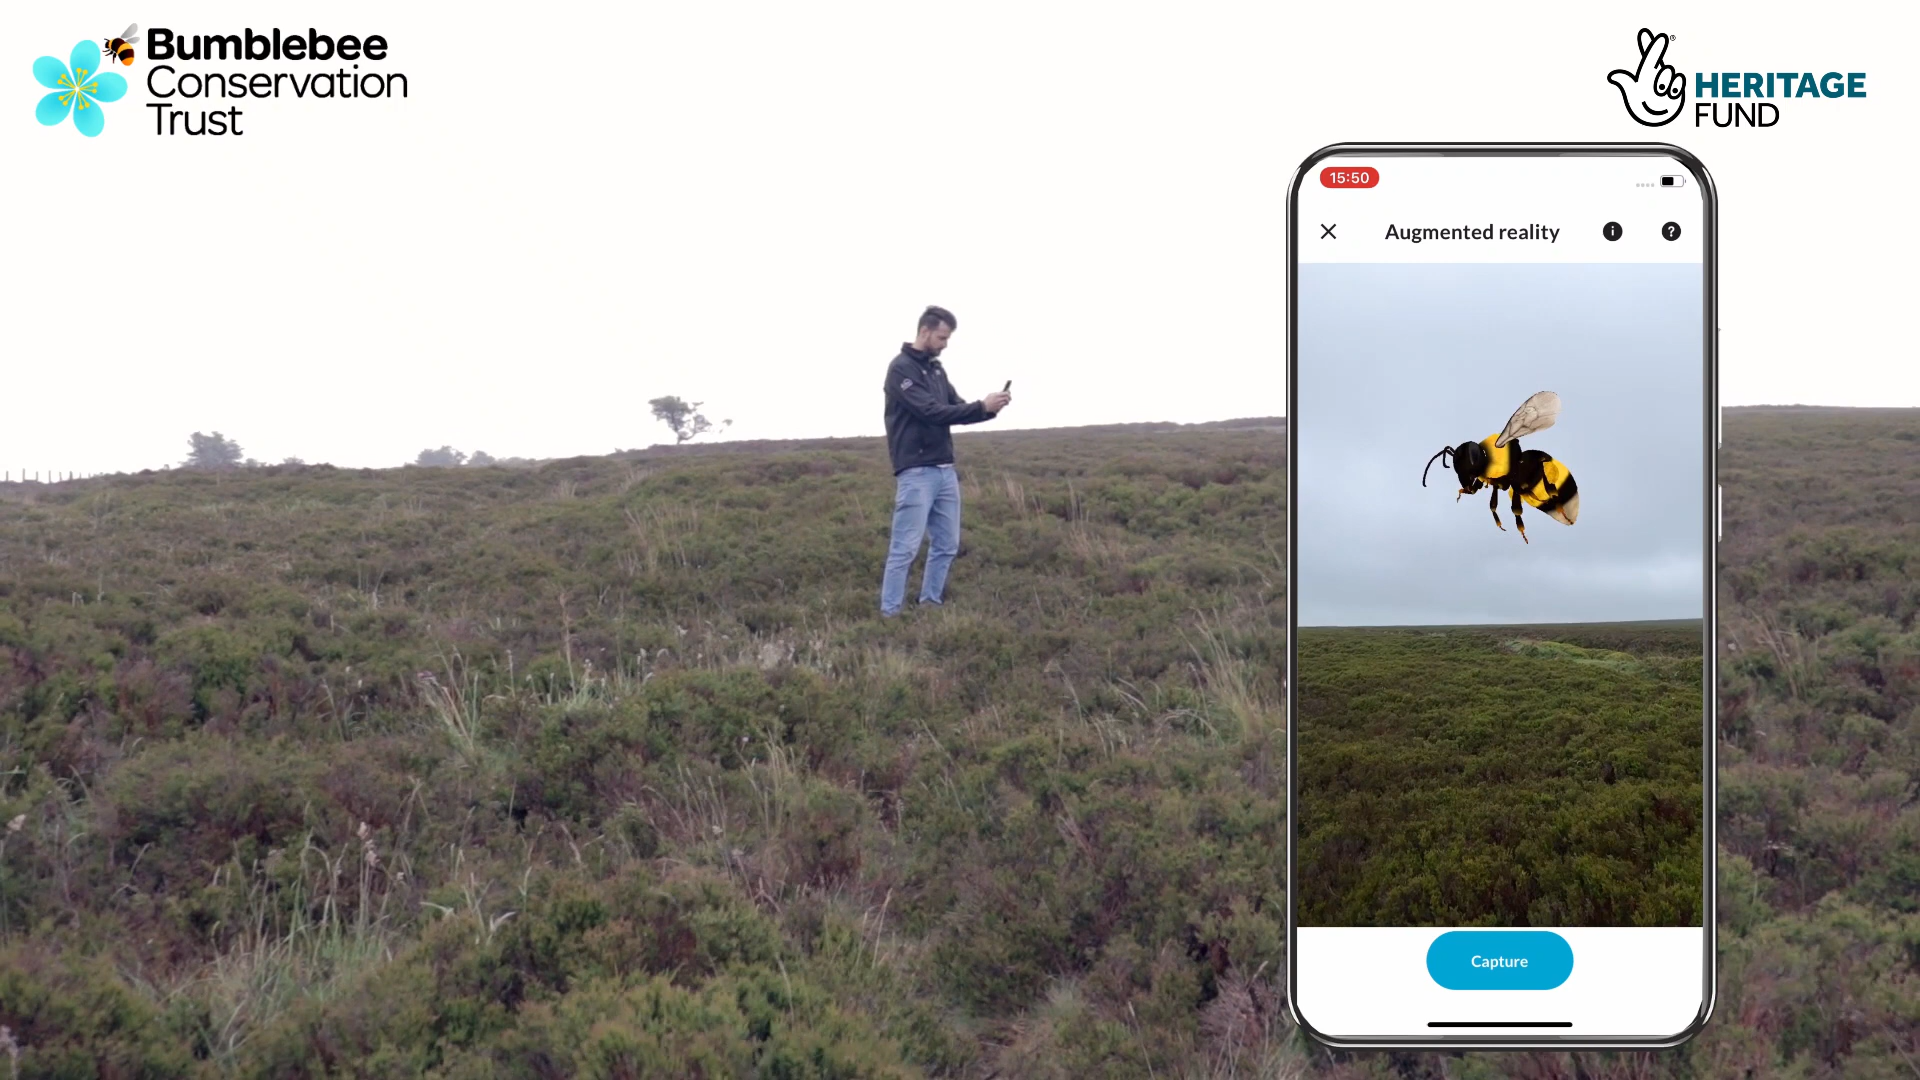 Bumblebee
Conservation
Trust
HERITAGE
FUND
15:50
Augmented reality
Capture